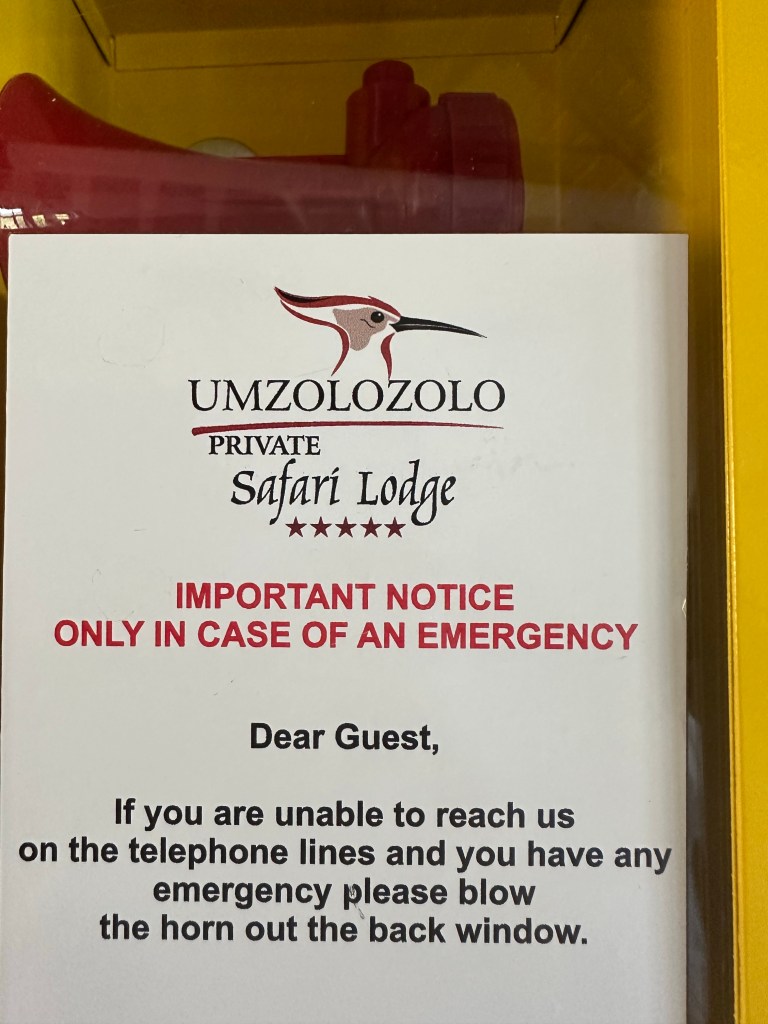 UMZOLOZOLO
PRIVATE
Safari Lodge
IMPORTANT NOTICE
ONLY IN CASE OF AN EMERGENCY
Dear Guest,
If you are unable to reach us
on the telephone lines and you have any
emergency please blow
the horn out the back window.